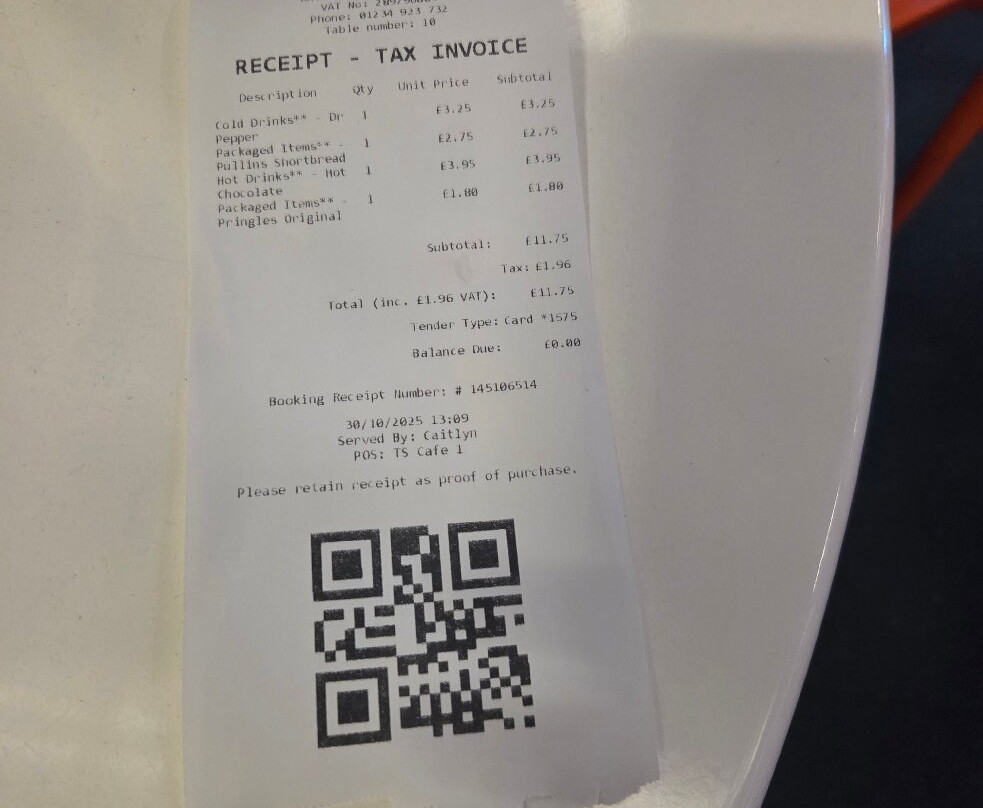 VAT No:
Phone: 01234 923 732
Table number: 10
RECEIPT - TAX INVOICE
Description Qty Unit Price Subtotal
Cold Drinks** - Dr 1 £3.25 £3.25
Pepper
Packaged Items** - 1 £2.75 £2.75
Pullins Shortbread
Hot Drinks** - Hot 1 £3.95 £3.95
Chocolate
Packaged Items** - 1 £1.80 £1.80
Pringles Original
Subtotal: £11.75
Tax: £1.96
Total (inc. £1.96 VAT): £11.75
Tender Type: Card *1575
Balance Due: £0.00
Booking Receipt Number: # 145106514
30/10/2025 13:09
Served By: Caitlyn
POS: TS Cafe 1
Please retain receipt as proof of purchase.